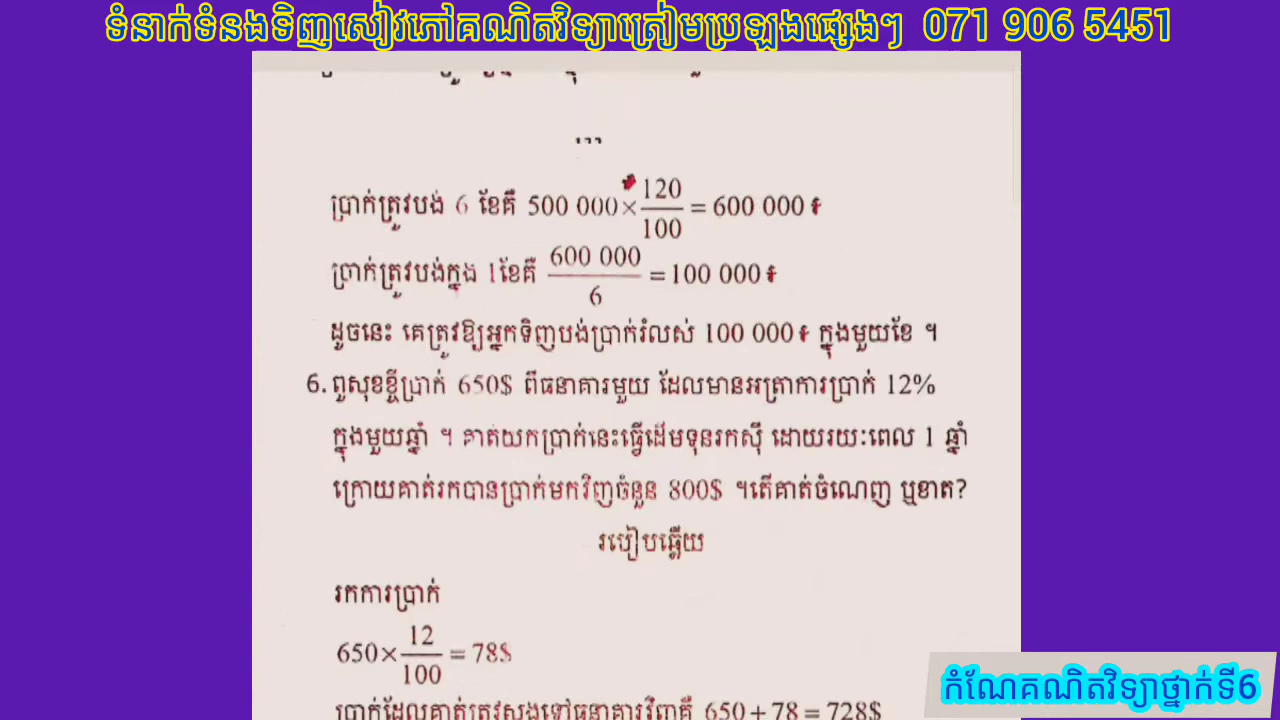 ទំនាក់ទំនងទិញសៀវភៅគណិតវិទ្យាត្រៀមប្រឡងផ្សេងៗ 071 906 5451
ប្រាក់ត្រូវបង់ 6 ខែគឺ 500 000 × 120/100 = 600 000៛
ប្រាក់ត្រូវបង់ក្នុង 1ខែគឺ 600 000/6 = 100 000៛
ដូចនេះ គេត្រូវឱ្យអ្នកទិញបង់ប្រាក់រំលស់ 100 000៛ ក្នុងមួយខែ ។
6. ពូសុខខ្ចីប្រាក់ 650$ ពីធនាគារមួយ ដែលមានអត្រាការប្រាក់ 12%
ក្នុងមួយឆ្នាំ ។ គាត់យកប្រាក់នេះធ្វើដើមទុនរកស៊ី ដោយរយៈពេល 1 ឆ្នាំ
ក្រោយគាត់រកបានប្រាក់មកវិញចំនួន 800$ ។តើគាត់ចំណេញ ឬខាត?
របៀបឆ្លើយ
រកការប្រាក់
650 × 12/100 = 78$
ប្រាក់ដែលគាត់ត្រូវសងទៅធនាគារវិញគឺ 650 + 78 = 728$
កំណែគណិតវិទ្យាថ្នាក់ទី6